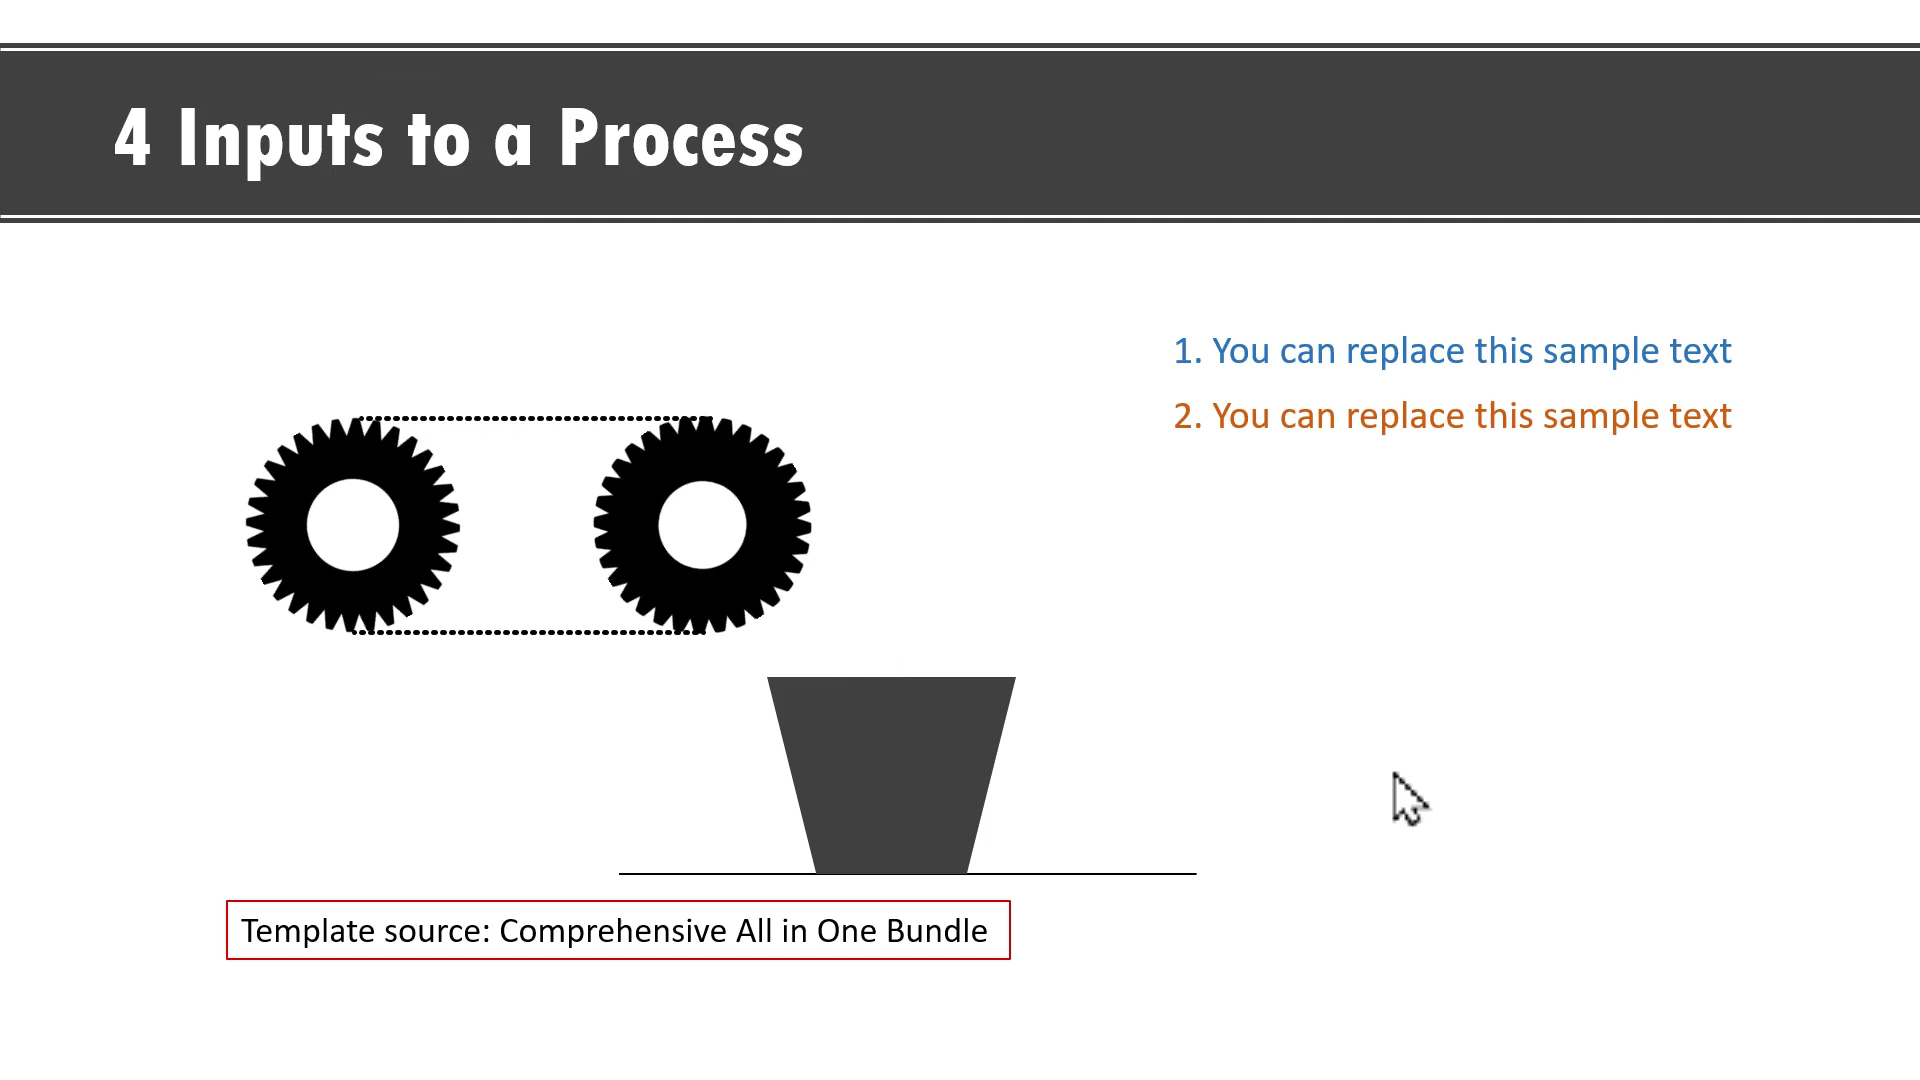 4 Inputs to a Process
1. You can replace this sample text
2. You can replace this sample text
Template source: Comprehensive All in One Bundle